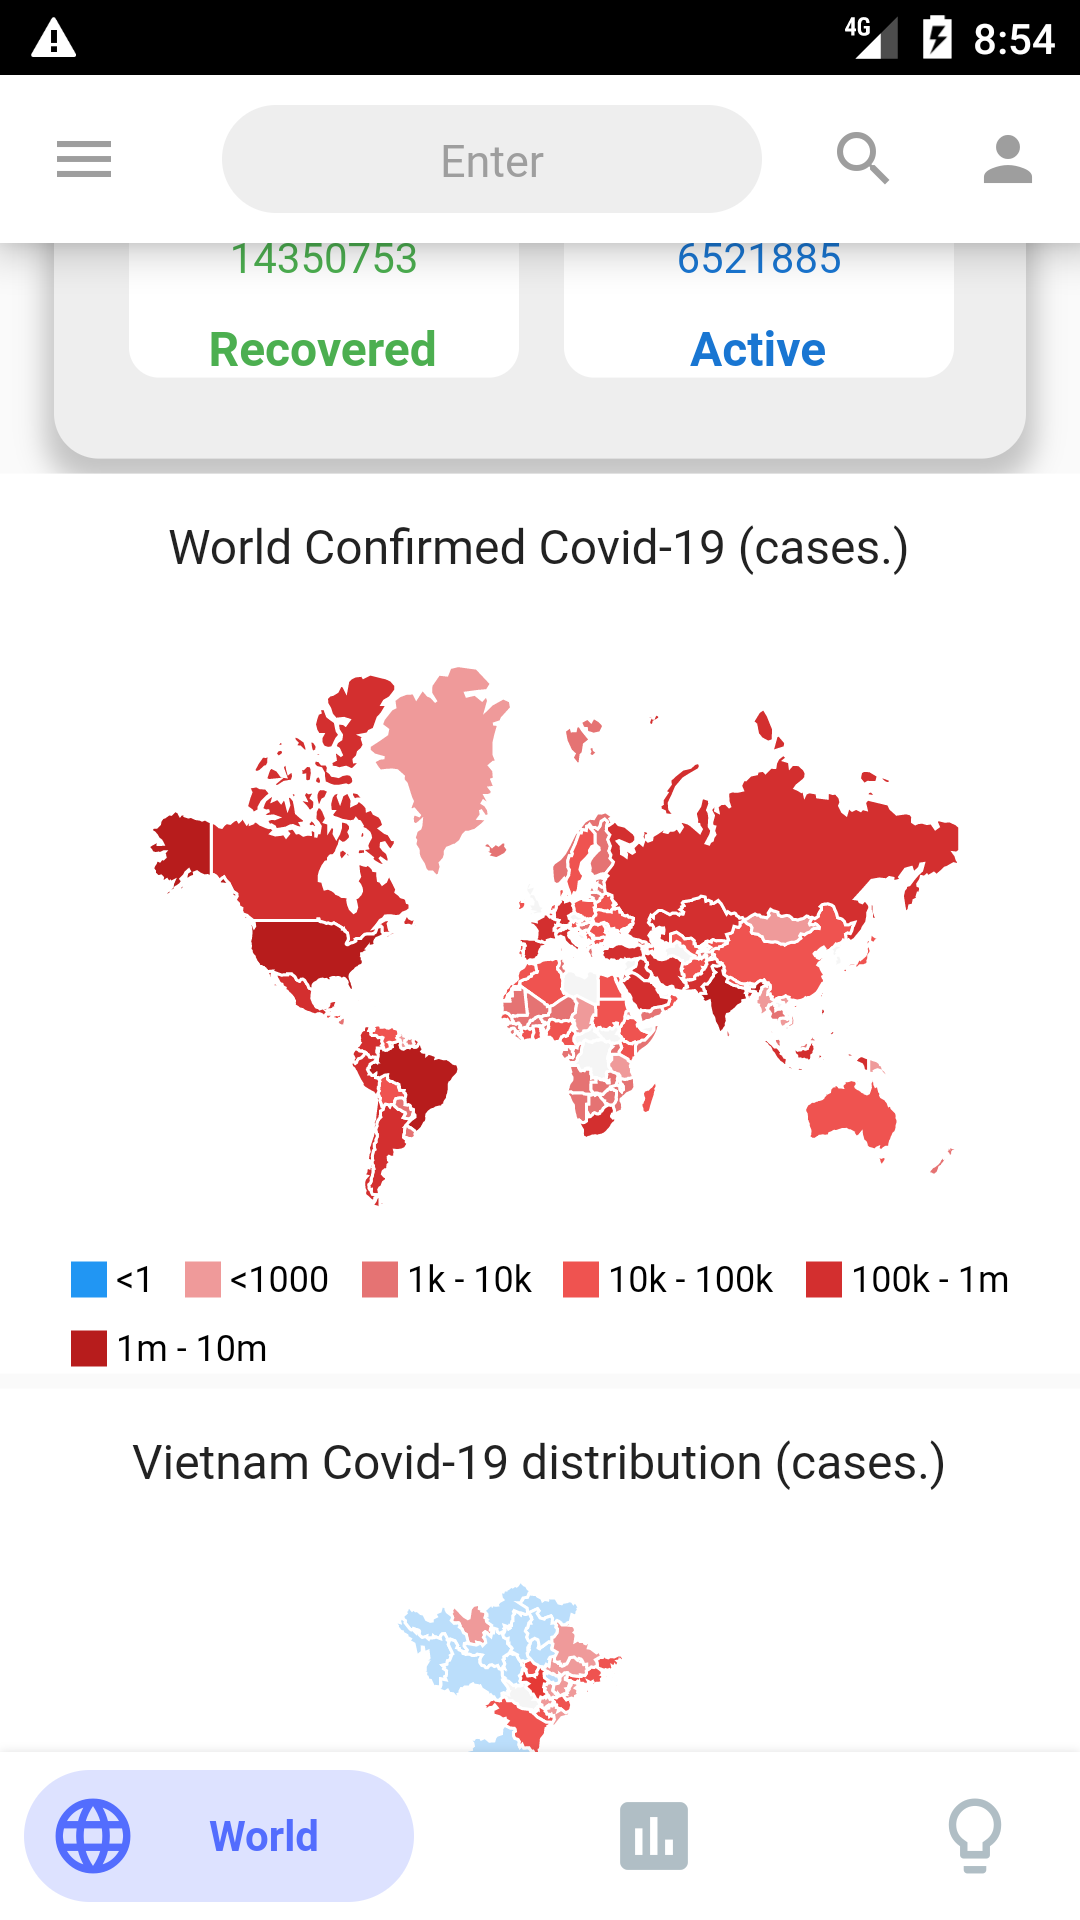 4G 8:54
Enter
14350753 6521885
Recovered Active
World Confirmed Covid-19 (cases.)
<1 <1000 1k - 10k 10k - 100k 100k - 1m
1m - 10m
Vietnam Covid-19 distribution (cases.)
World